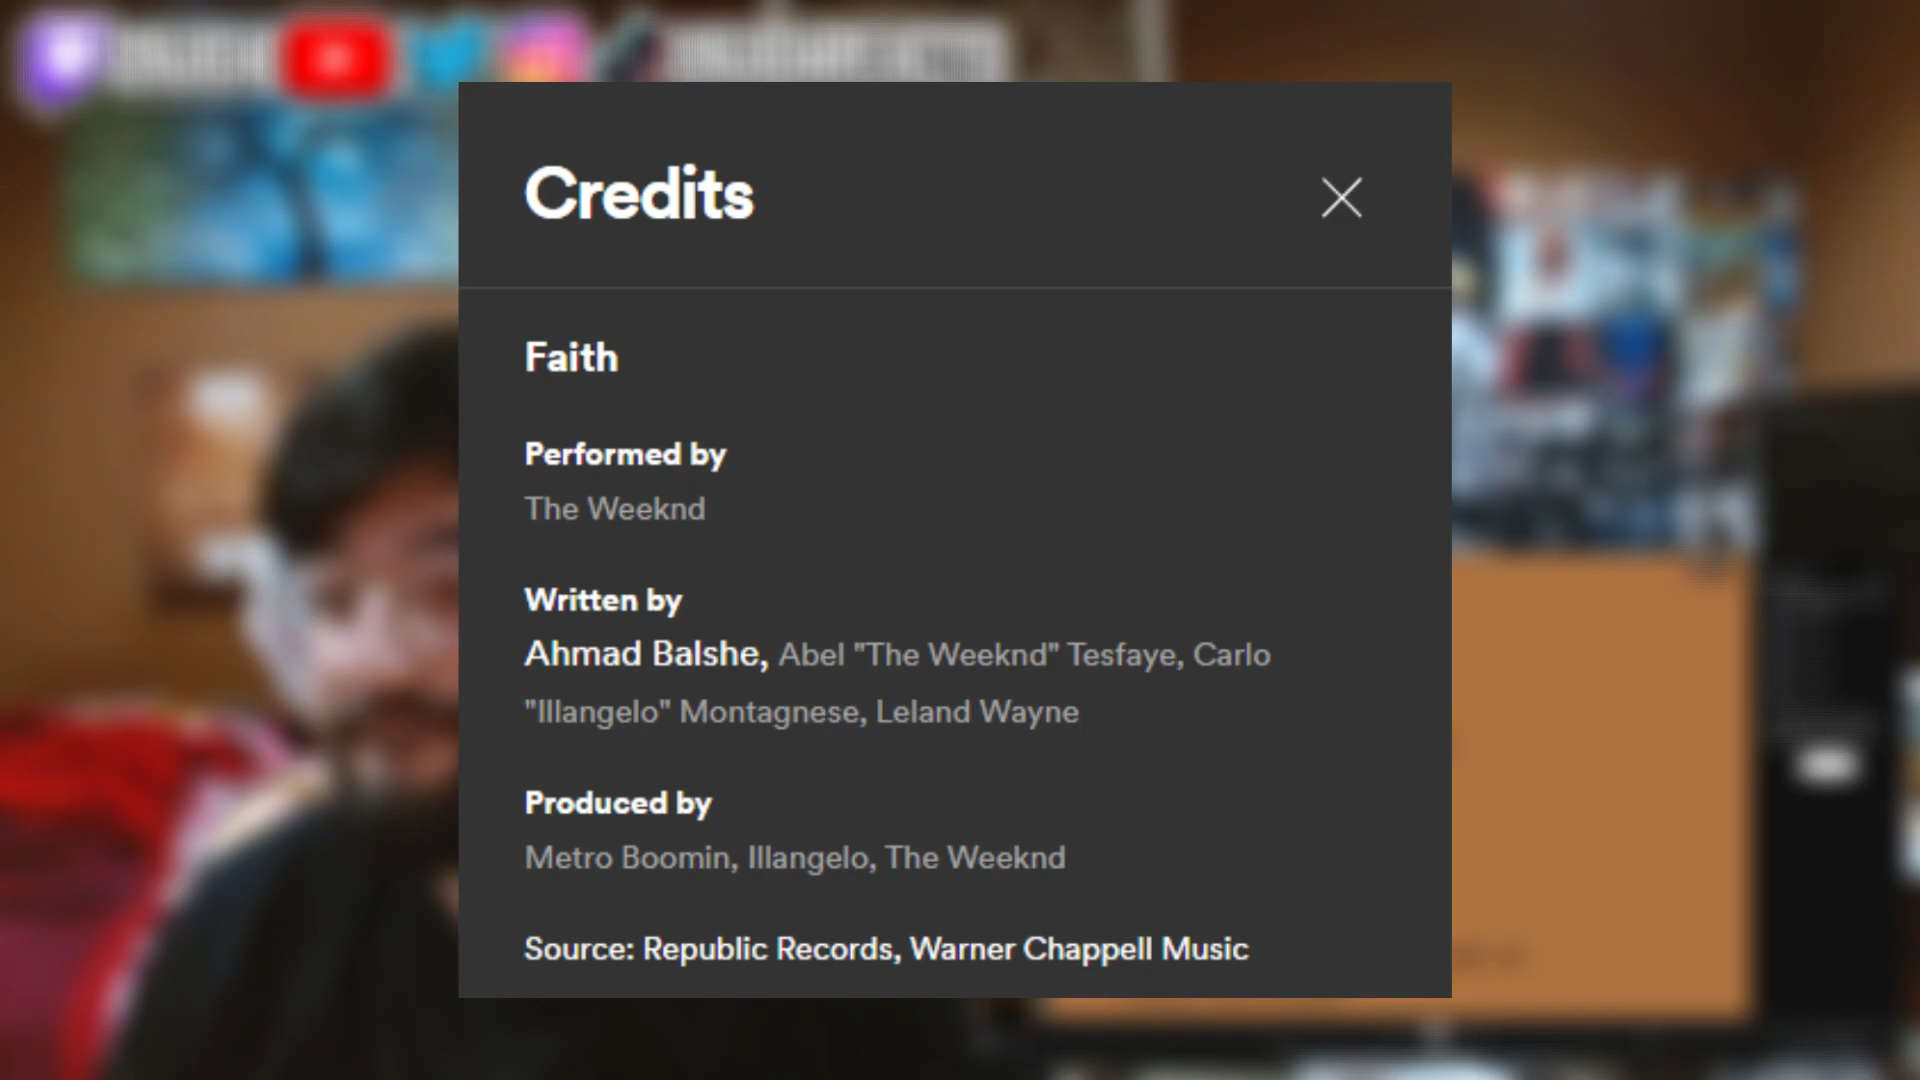 Credits
Faith
Performed by
The Weeknd
Written by
Ahmad Balshe, Abel "The Weeknd" Tesfaye, Carlo
"Illangelo" Montagnese, Leland Wayne
Produced by
Metro Boomin, Illangelo, The Weeknd
Source: Republic Records, Warner Chappell Music